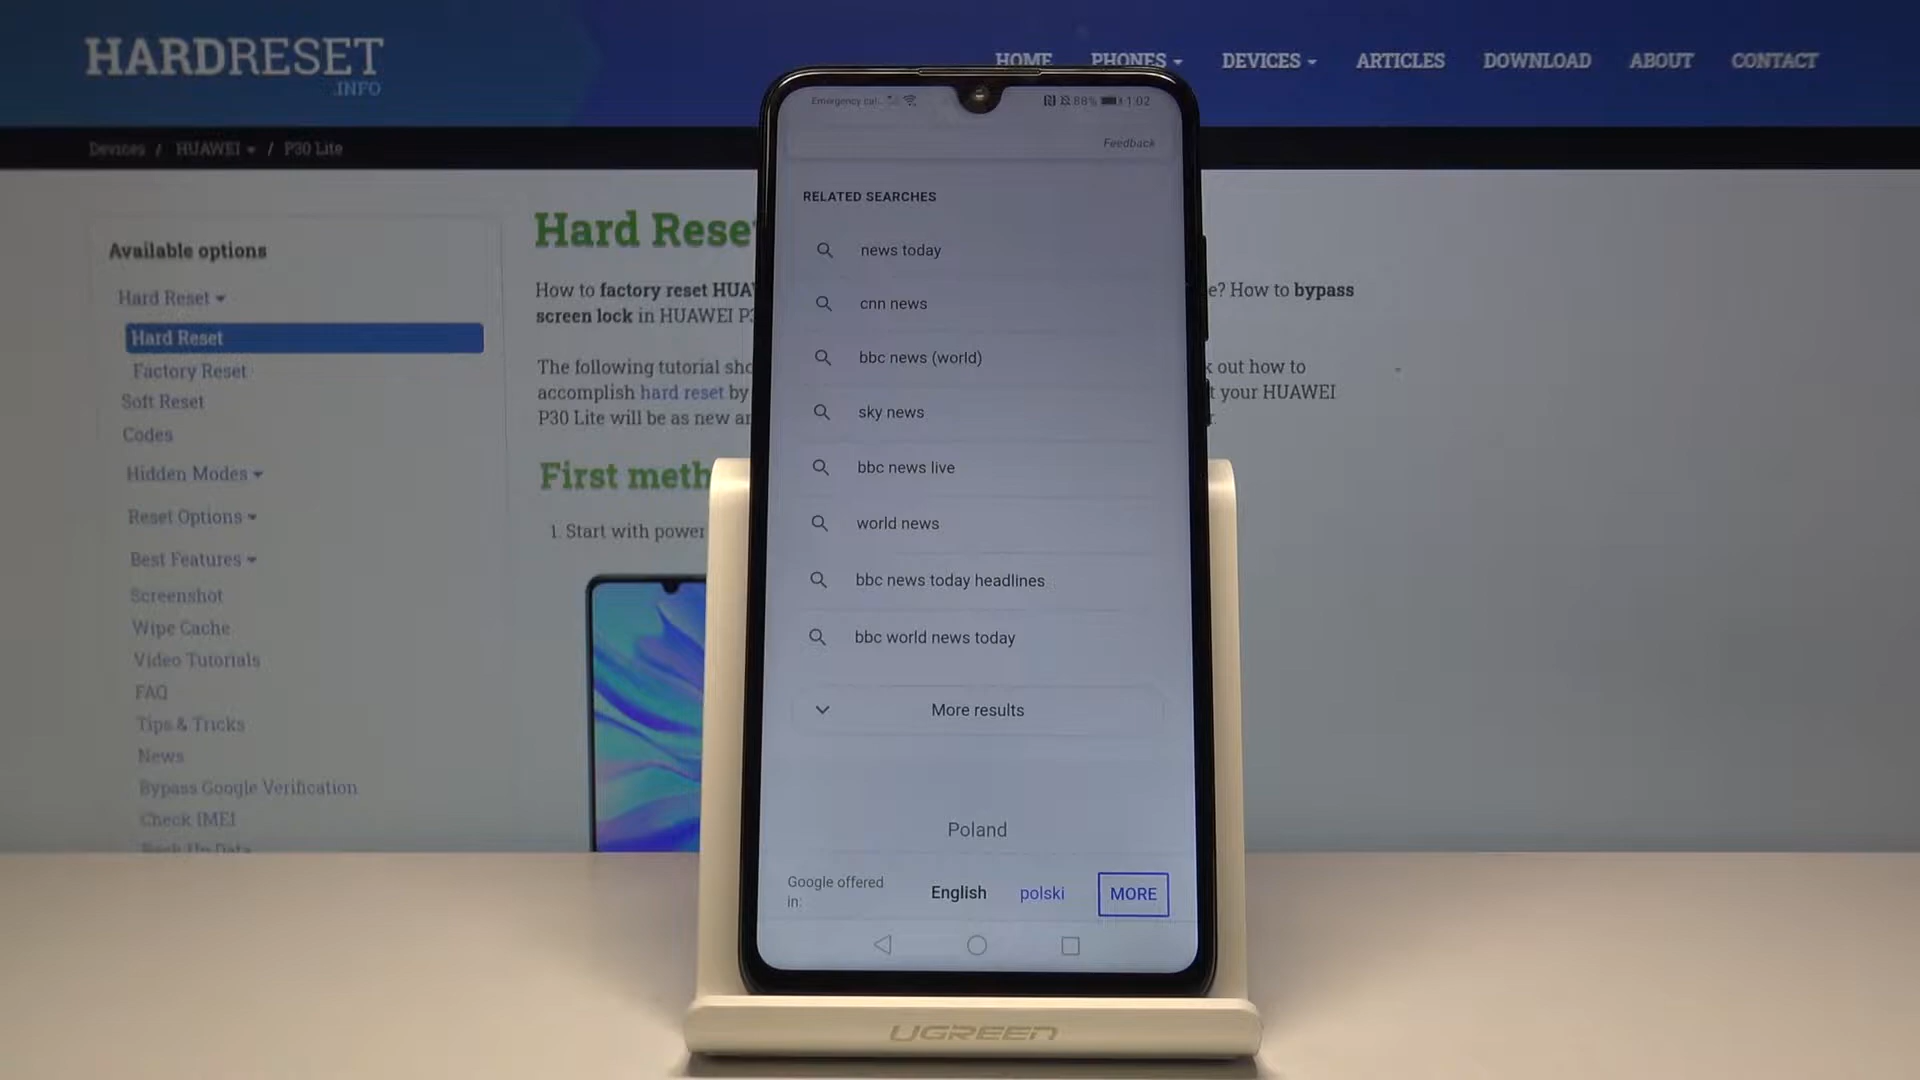 HARDRESET
.INFO
HOME PHONES DEVICES ARTICLES DOWNLOAD ABOUT CONTACT
Devices / HUAWEI / P30 Lite
Available options
Hard Reset
Hard Reset
Factory Reset
Soft Reset
Codes
Hidden Modes
Reset Options
Best Features
Screenshot
Wipe Cache
Video Tutorials
FAQ
Tips & Tricks
News
Bypass Google Verification
Check IMEI
Back Up Data
Hard Rese
How to factory reset HUA e? How to bypass
screen lock in HUAWEI P
The following tutorial sho k out how to
accomplish hard reset by t your HUAWEI
P30 Lite will be as new an
First meth
1. Start with power
Emergency cal.. 88% 1:02
Feedback
RELATED SEARCHES
news today
cnn news
bbc news (world)
sky news
bbc news live
world news
bbc news today headlines
bbc world news today
More results
Poland
Google offered
in: English polski MORE
UGREEN